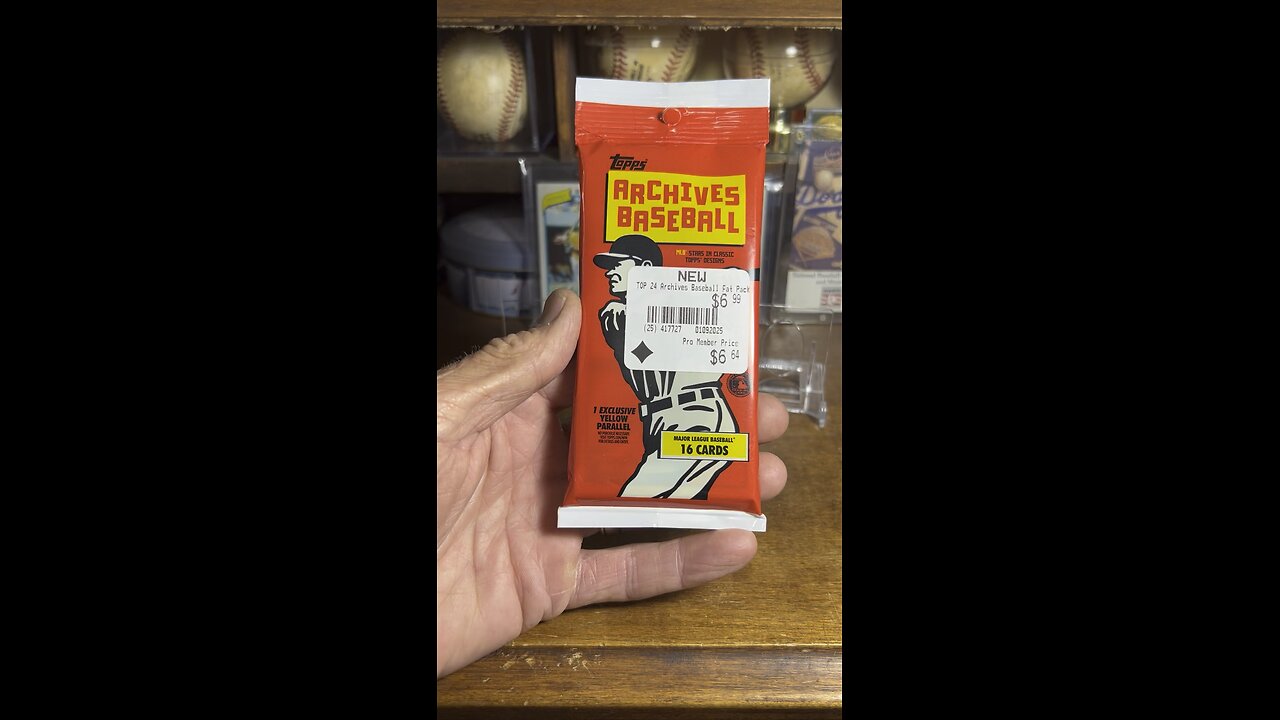 TOPPS
ARCHIVES
BASEBALL
MLB STARS IN CLASSIC
TOPPS DESIGNS
NEW
TOP 24 Archives Baseball Fat Pack
$6 99
(25) 417727 01092025
Pro Member Price
$6 64
1 EXCLUSIVE
YELLOW
PARALLEL
MAJOR LEAGUE BASEBALL
16 CARDS